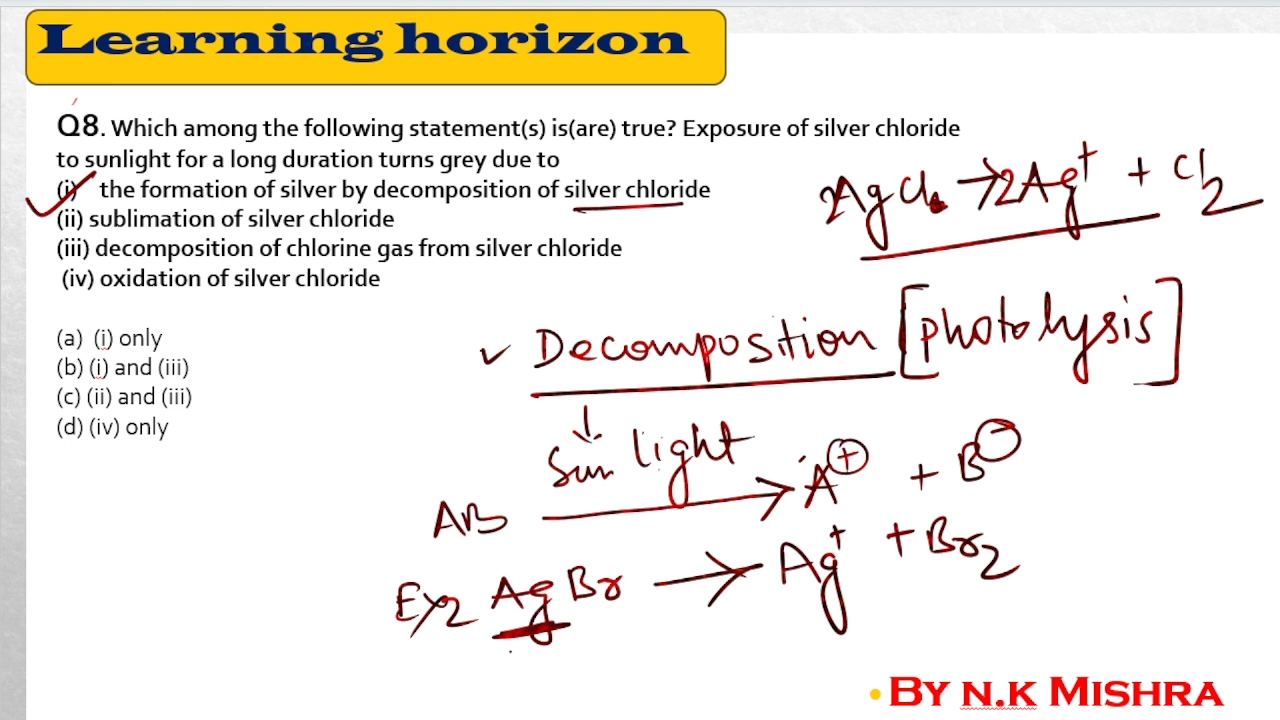 Learning horizon
Q8. Which among the following statement(s) is(are) true? Exposure of silver chloride
to sunlight for a long duration turns grey due to
(i) the formation of silver by decomposition of silver chloride
(ii) sublimation of silver chloride
(iii) decomposition of chlorine gas from silver chloride
(iv) oxidation of silver chloride
(a) (i) only
(b) (i) and (iii)
(c) (ii) and (iii)
(d) (iv) only
2AgCl → 2Ag⁺ + Cl₂
✓ Decomposition [photolysis]
↓
Sun light
AB → A⁺ + B⁻
Ex2 AgBr → Ag⁺ + Br₂
• BY N.K MISHRA